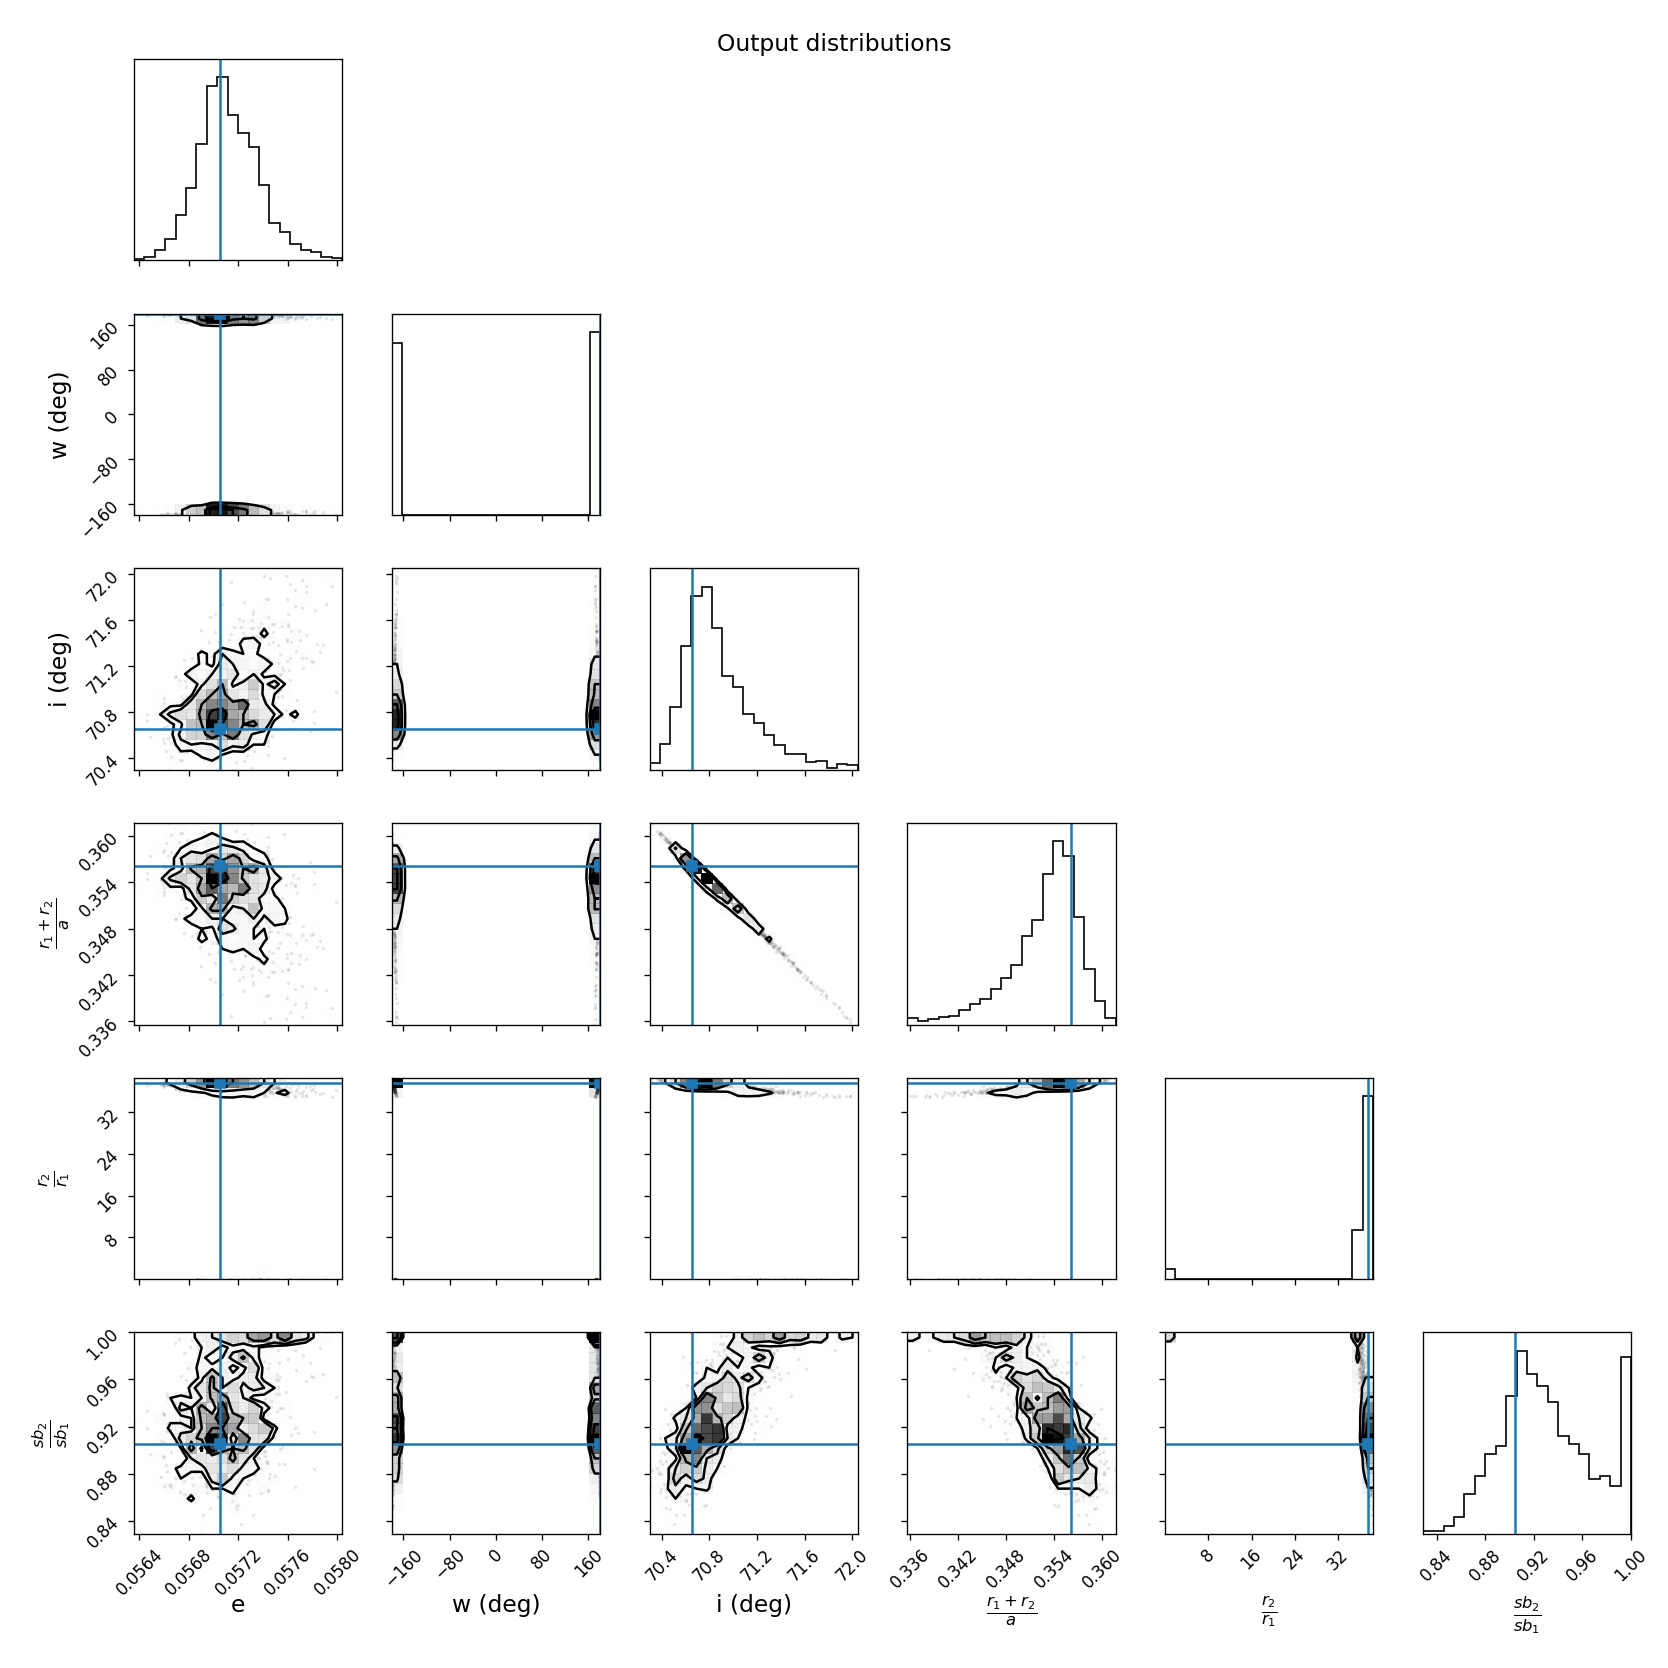 Output distributions
w (deg)
160
80
0
−80
−160
i (deg)
72.0
71.6
71.2
70.8
70.4
r1 + r2
a
0.360
0.354
0.348
0.342
0.336
r2
r1
32
24
16
8
sb2
sb1
1.00
0.96
0.92
0.88
0.84
0.0564 0.0568 0.0572 0.0576 0.0580
−160 −80 0 80 160
70.4 70.8 71.2 71.6 72.0
0.336 0.342 0.348 0.354 0.360
8 16 24 32
0.84 0.88 0.92 0.96 1.00
e
w (deg)
i (deg)
r1 + r2
a
r2
r1
sb2
sb1